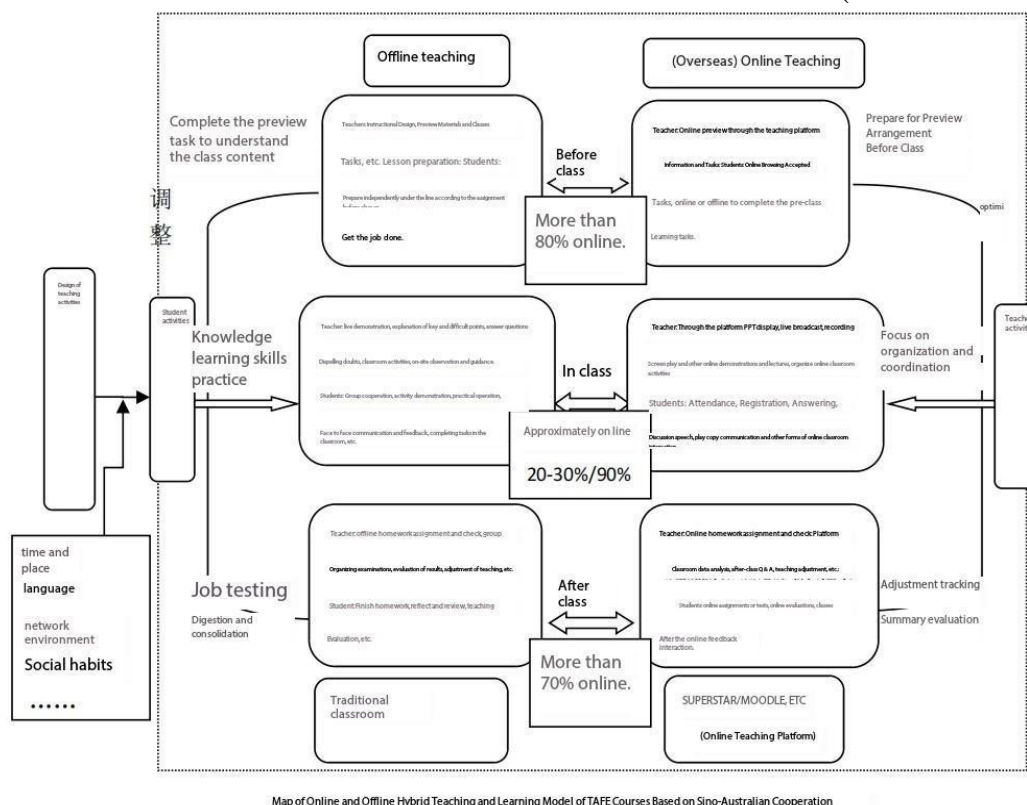 Offline teaching
(Overseas) Online Teaching
Complete the preview
task to understand
the class content
Teachers: Instructional Design, Preview Materials and Classes
Tasks, etc. Lesson preparation: Students:
Prepare independently under the line according to the assignment
Get the job done.
Before
class
More than
80% online.
Teacher: Online preview through the teaching platform
Information and Tasks: Students: Online Browsing Accepted
Tasks, online or offline to complete the pre-class
Learning tasks.
Prepare for Preview
Arrangement
Before Class
调
整
optimi
Design of
teaching
activities
Student
activities
Knowledge
learning skills
practice
Teacher: live demonstration, explanation of key and difficult points, answer questions
Dispelling doubts, classroom activities, on-site observation and guidance.
Students: Group cooperation, activity demonstration, practical operation,
Face to face communication and feedback, completing tasks in the
classroom, etc.
In class
Approximately on line
20-30%/90%
Teacher: Through the platform PPT display, live broadcast, recording
Screen play and other online demonstrations and lectures, organize online classroom
activities
Students: Attendance, Registration, Answering,
Discussion speech, play copy communication and other forms of online classroom
Focus on
organization and
coordination
Teache
activit
time and
place
language
network
environment
Social habits
......
Job testing
Digestion and
consolidation
Teacher: offline homework assignment and check, group
Organizing examinations, evaluation of results, adjustment of teaching, etc.
Student: Finish homework, reflect and review, teaching
Evaluation, etc.
After
class
More than
70% online.
Teacher: Online homework assignment and check: Platform
Classroom data analysis, after-class Q & A, teaching adjustment, etc.:
Students: online assignments or tests, online evaluations, classes
After the online feedback
interaction.
Adjustment tracking
Summary evaluation
Traditional
classroom
SUPERSTAR/MOODLE, ETC
(Online Teaching Platform)
Map of Online and Offline Hybrid Teaching and Learning Model of TAFE Courses Based on Sino-Australian Cooperation